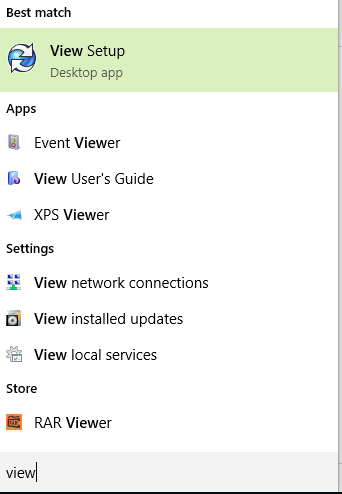 Best match
View Setup
Desktop app
Apps
Event Viewer
View User's Guide
XPS Viewer
Settings
View network connections
View installed updates
View local services
Store
RAR Viewer
view